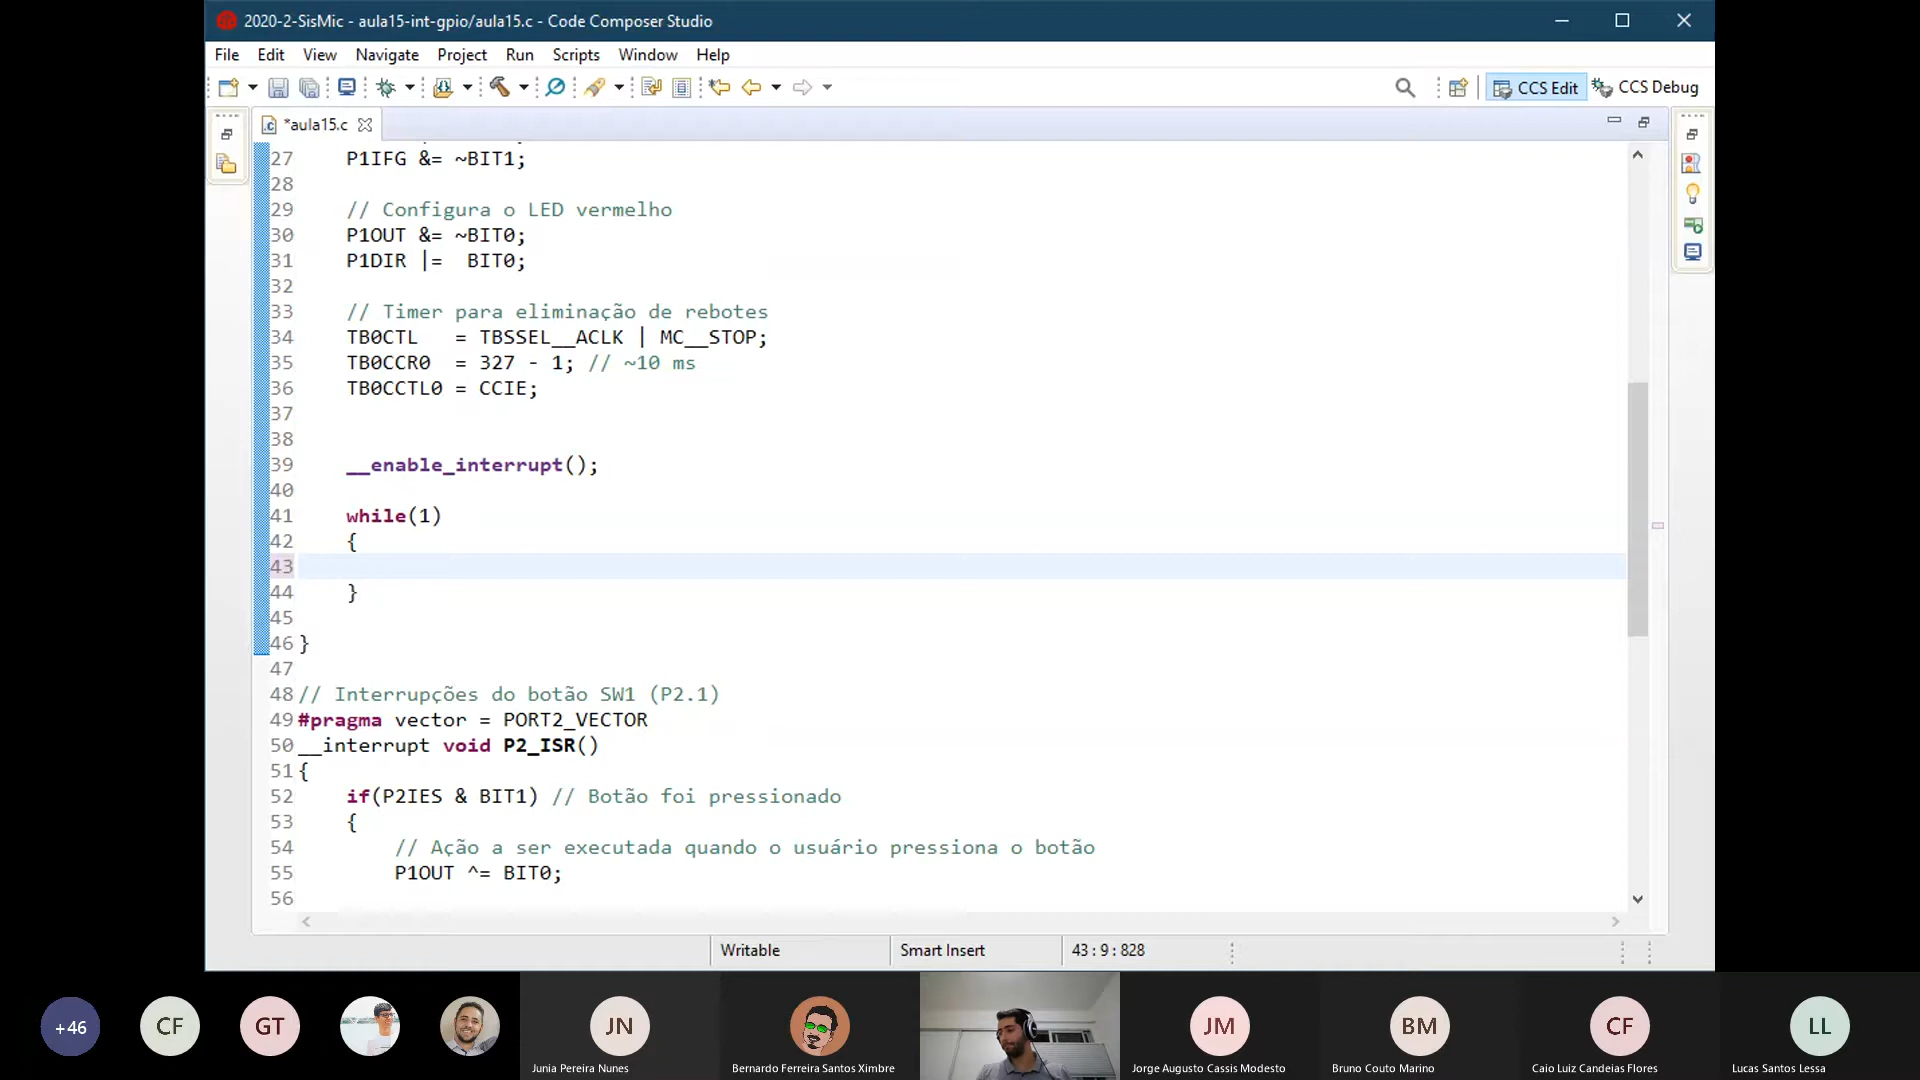 2020-2-SisMic - aula15-int-gpio/aula15.c - Code Composer Studio
File Edit View Navigate Project Run Scripts Window Help
CCS Edit CCS Debug
*aula15.c
27 P1IFG &= ~BIT1;
28
29 // Configura o LED vermelho
30 P1OUT &= ~BIT0;
31 P1DIR |= BIT0;
32
33 // Timer para eliminação de rebotes
34 TB0CTL = TBSSEL__ACLK | MC__STOP;
35 TB0CCR0 = 327 - 1; // ~10 ms
36 TB0CCTL0 = CCIE;
37
38
39 __enable_interrupt();
40
41 while(1)
42 {
43
44 }
45
46 }
47
48 // Interrupções do botão SW1 (P2.1)
49 #pragma vector = PORT2_VECTOR
50 __interrupt void P2_ISR()
51 {
52 if(P2IES & BIT1) // Botão foi pressionado
53 {
54 // Ação a ser executada quando o usuário pressiona o botão
55 P1OUT ^= BIT0;
56
Writable Smart Insert 43 : 9 : 828
+46 CF GT JN JM BM CF LL
Junia Pereira Nunes Bernardo Ferreira Santos Ximbre Jorge Augusto Cassis Modesto Bruno Couto Marino Caio Luiz Candeias Flores Lucas Santos Lessa